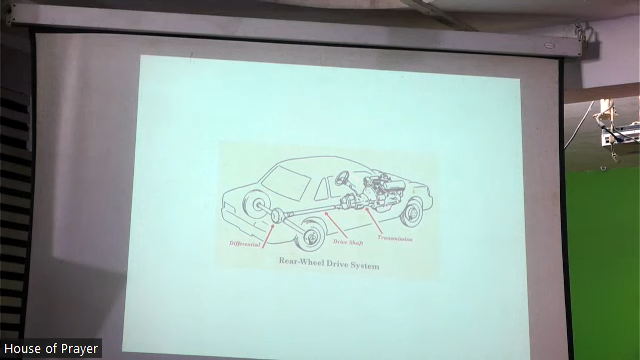 Differential
Drive Shaft
Transmission
Rear-Wheel Drive System
House of Prayer